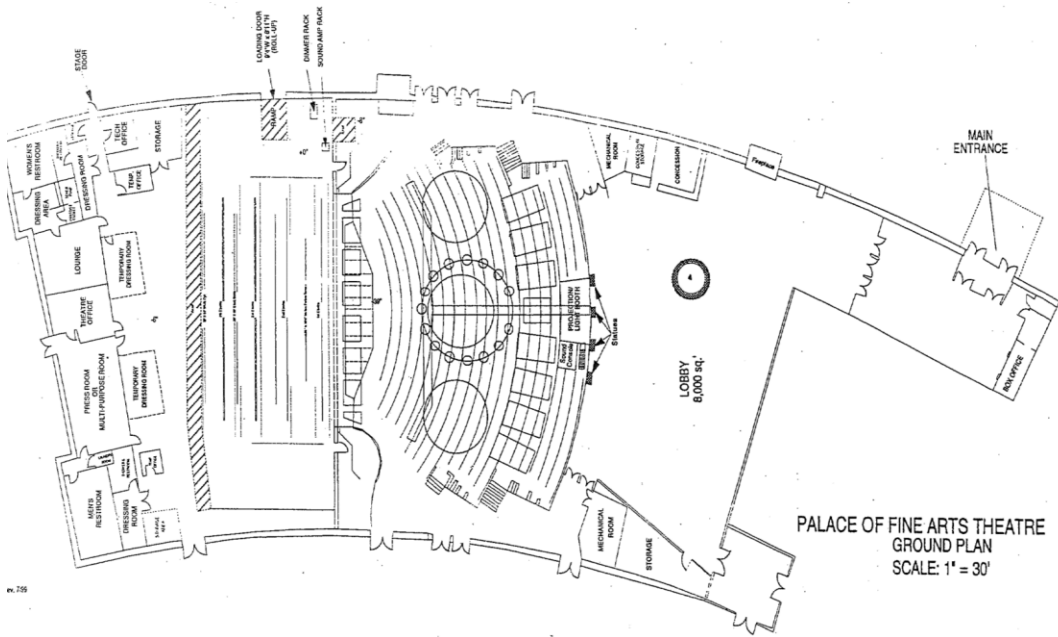 STAGE
DOOR
LOADING DOOR
(ROLL-UP)
DIMMER RACK
SOUND AMP RACK
RAMP
WOMEN'S
RESTROOM
TECH
OFFICE
STORAGE
DRESSING ROOM
TEMP.
OFFICE
DRESSING
AREA
LOUNGE
TEMPORARY
DRESSING ROOM
THEATRE
OFFICE
PRESS ROOM
OR
MULTI-PURPOSE ROOM
TEMPORARY
DRESSING ROOM
MEN'S
RESTROOM
DRESSING
ROOM
MECHANICAL
ROOM
CONCESSION
MAIN
ENTRANCE
PROJECTION/
LIGHT BOOTH
Sound
Console
Statues
LOBBY
8,000 sq.'
BOX OFFICE
MECHANICAL
ROOM
STORAGE
PALACE OF FINE ARTS THEATRE
GROUND PLAN
SCALE: 1" = 30'